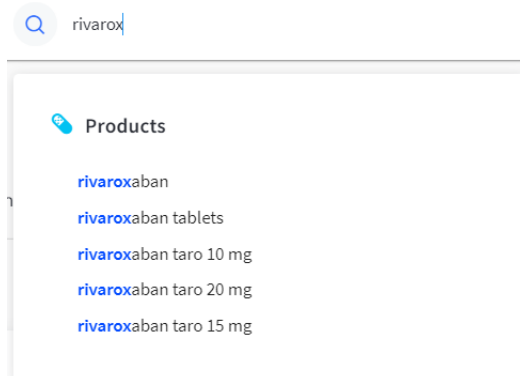 rivarox
Products
rivaroxaban
n
rivaroxaban tablets
rivaroxaban taro 10 mg
rivaroxaban taro 20 mg
rivaroxaban taro 15 mg